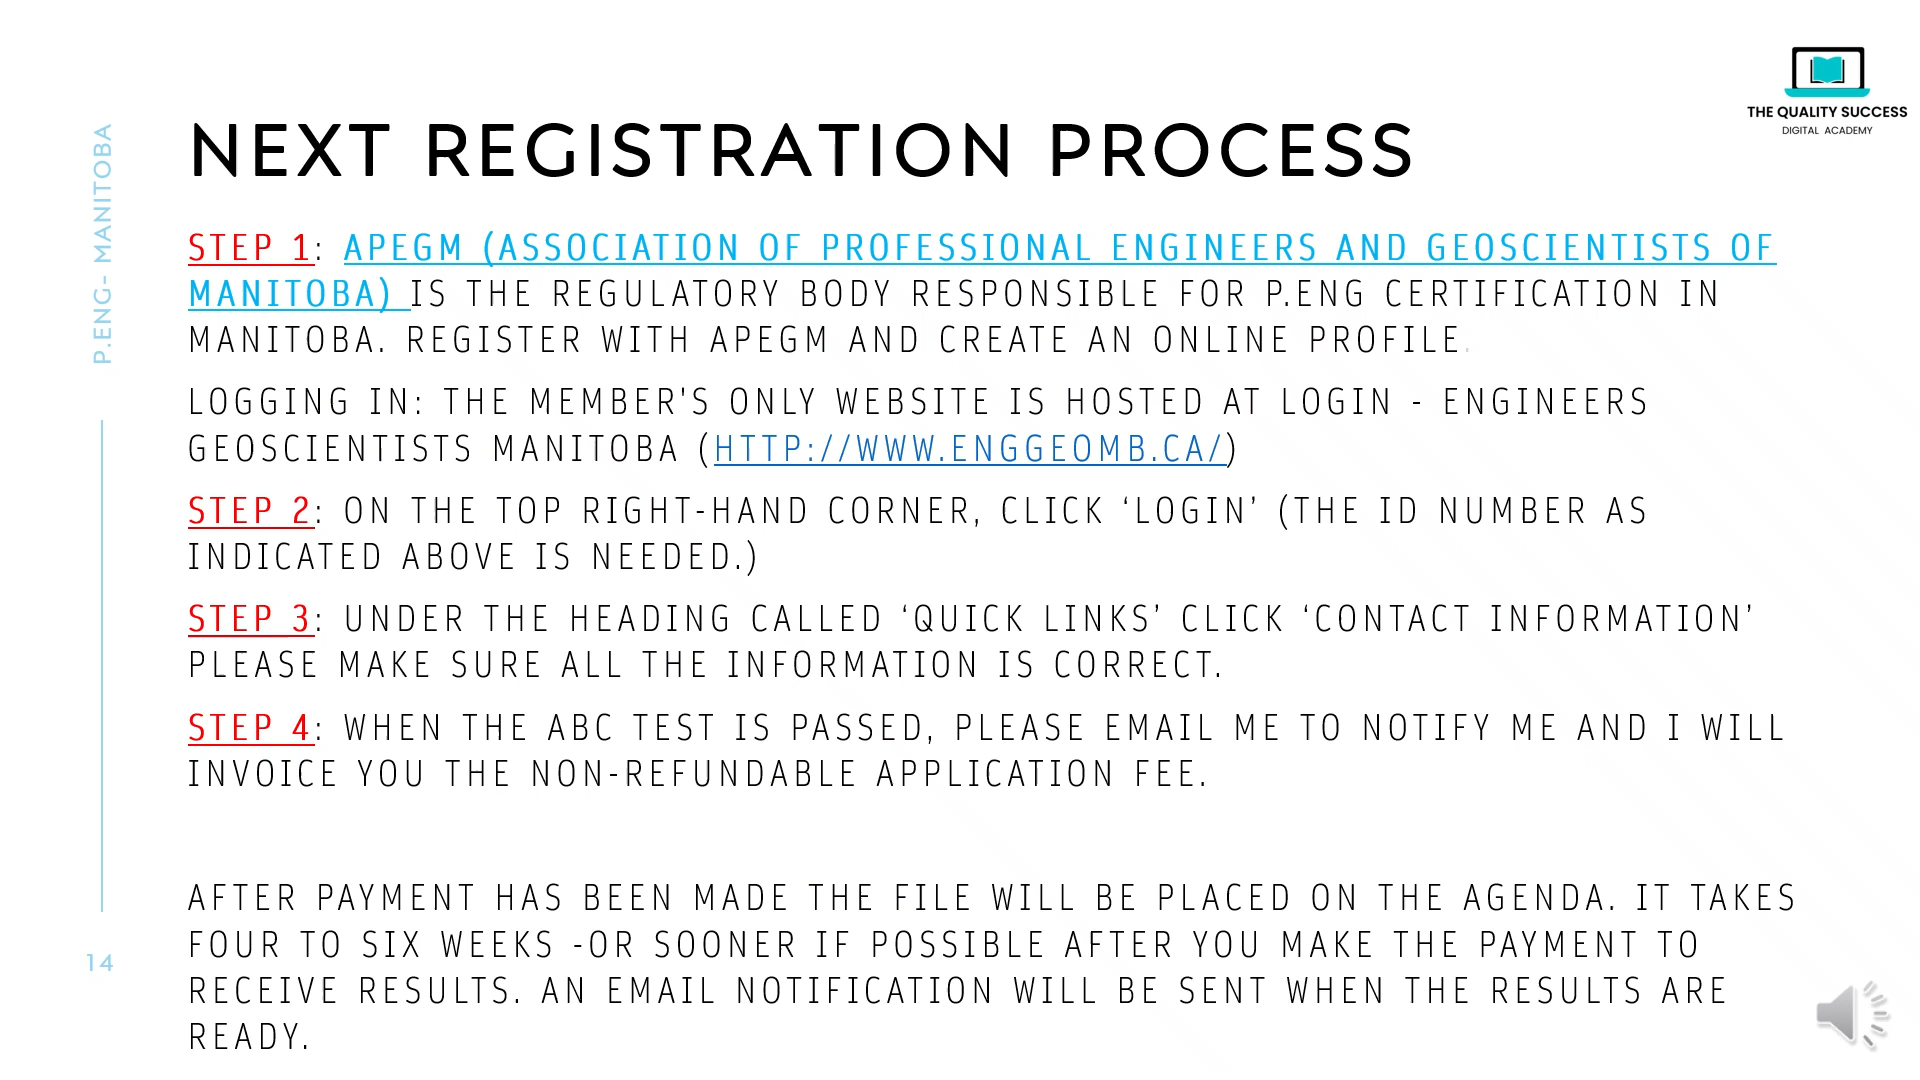 THE QUALITY SUCCESS
DIGITAL ACADEMY
P.ENG- MANITOBA
NEXT REGISTRATION PROCESS
STEP 1: APEGM (ASSOCIATION OF PROFESSIONAL ENGINEERS AND GEOSCIENTISTS OF
MANITOBA) IS THE REGULATORY BODY RESPONSIBLE FOR P.ENG CERTIFICATION IN
MANITOBA. REGISTER WITH APEGM AND CREATE AN ONLINE PROFILE.
LOGGING IN: THE MEMBER'S ONLY WEBSITE IS HOSTED AT LOGIN - ENGINEERS
GEOSCIENTISTS MANITOBA (HTTP://WWW.ENGGEOMB.CA/)
STEP 2: ON THE TOP RIGHT-HAND CORNER, CLICK ‘LOGIN’ (THE ID NUMBER AS
INDICATED ABOVE IS NEEDED.)
STEP 3: UNDER THE HEADING CALLED ‘QUICK LINKS’ CLICK ‘CONTACT INFORMATION’
PLEASE MAKE SURE ALL THE INFORMATION IS CORRECT.
STEP 4: WHEN THE ABC TEST IS PASSED, PLEASE EMAIL ME TO NOTIFY ME AND I WILL
INVOICE YOU THE NON-REFUNDABLE APPLICATION FEE.
AFTER PAYMENT HAS BEEN MADE THE FILE WILL BE PLACED ON THE AGENDA. IT TAKES
FOUR TO SIX WEEKS -OR SOONER IF POSSIBLE AFTER YOU MAKE THE PAYMENT TO
RECEIVE RESULTS. AN EMAIL NOTIFICATION WILL BE SENT WHEN THE RESULTS ARE
READY.
14